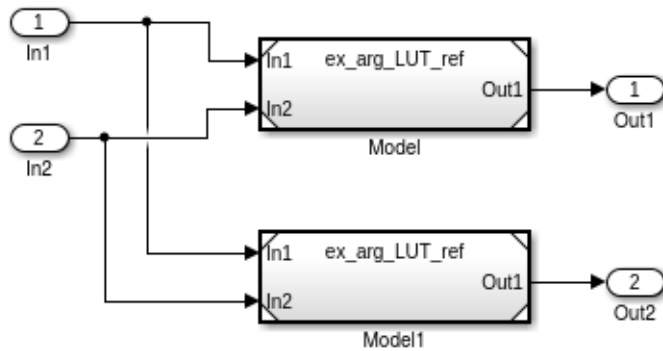 1
In1
2
In2
In1
ex_arg_LUT_ref
In2
Out1
Model
1
Out1
In1
ex_arg_LUT_ref
In2
Out1
Model1
2
Out2